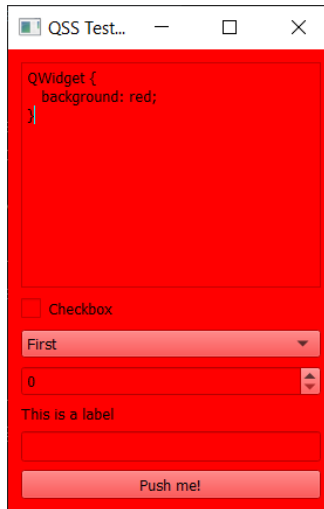 QSS Test...
QWidget {
   background: red;
}
Checkbox
First
0
This is a label
Push me!